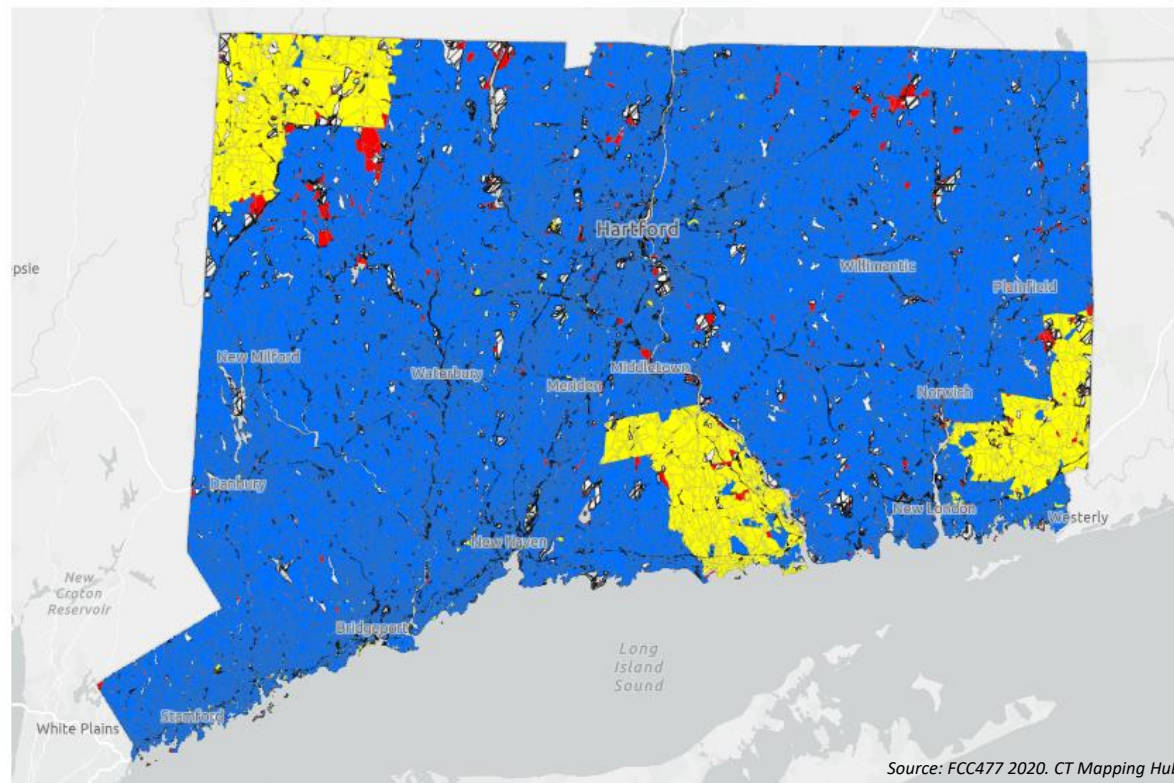 Hartford
psie
Willimantic
Plainfield
New Milford
Waterbury
Meriden
Middletown
Norwich
Danbury
New London
Westerly
New Haven
New
Croton
Reservoir
Bridgeport
Long
Island
Sound
Stamford
White Plains
Source: FCC477 2020. CT Mapping Hu